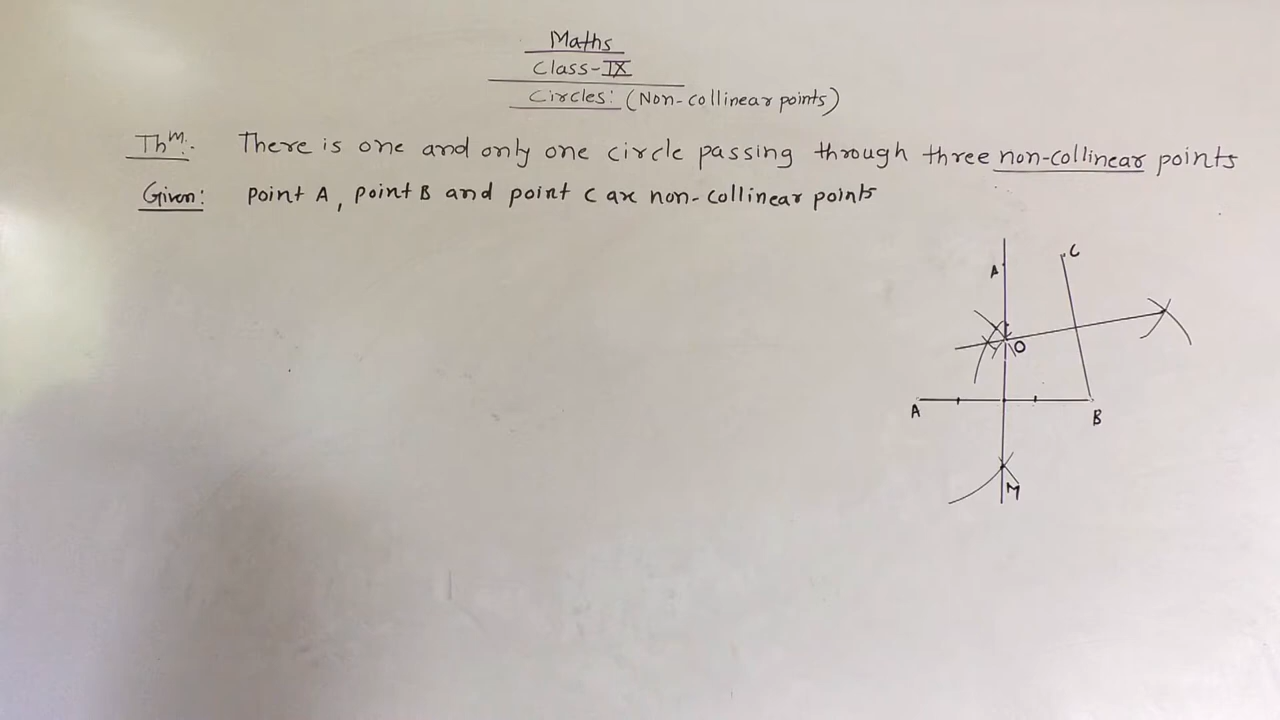 Maths
Class-IX
Circles: (Non-collinear points)
Thm:. There is one and only one circle passing through three non-collinear points
Given: point A, point B and point C are non-collinear points
C
A
O
A
B
M